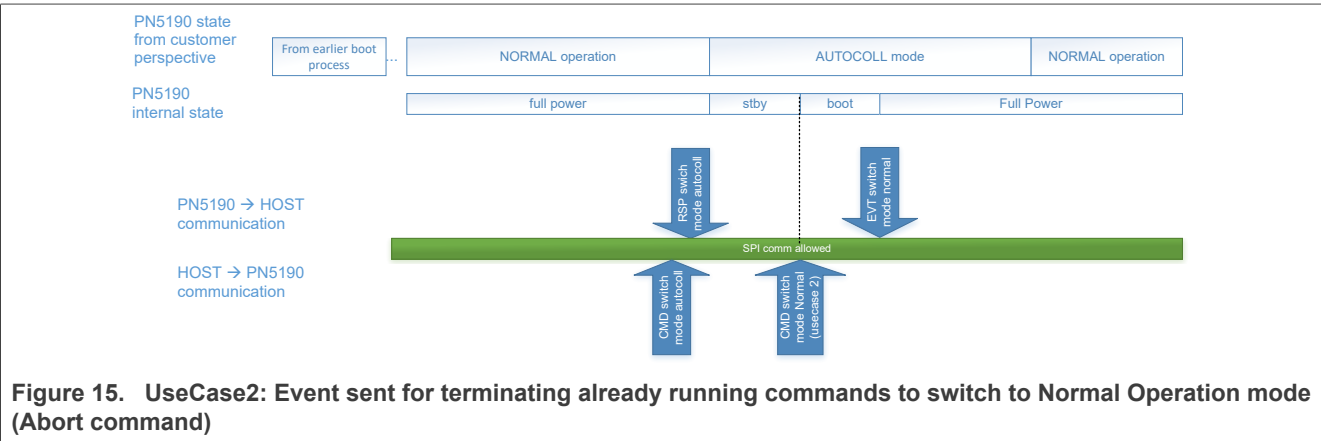 PN5190 state
from customer
perspective
From earlier boot
process
...
NORMAL operation
AUTOCOLL mode
NORMAL operation
PN5190
internal state
full power
stby
boot
Full Power
RSP swich
mode autocoll
EVT switch
mode normal
PN5190 → HOST
communication
SPI comm allowed
HOST → PN5190
communication
CMD switch
mode autocoll
CMD switch
mode Normal
(usecase 2)
Figure 15. UseCase2: Event sent for terminating already running commands to switch to Normal Operation mode
(Abort command)